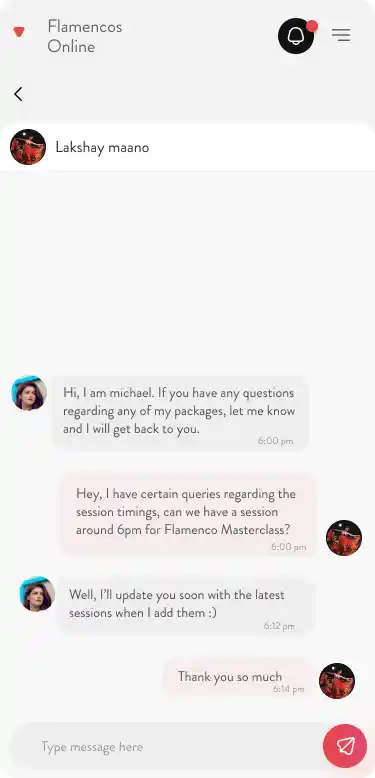 Flamencos
Online
Lakshay maano
Hi, I am michael. If you have any questions
regarding any of my packages, let me know
and I will get back to you.
6:00 pm
Hey, I have certain queries regarding the
session timings, can we have a session
around 6pm for Flamenco Masterclass?
6:00 pm
Well, I'll update you soon with the latest
sessions when I add them :)
6:12 pm
Thank you so much
6:14 pm
Type message here